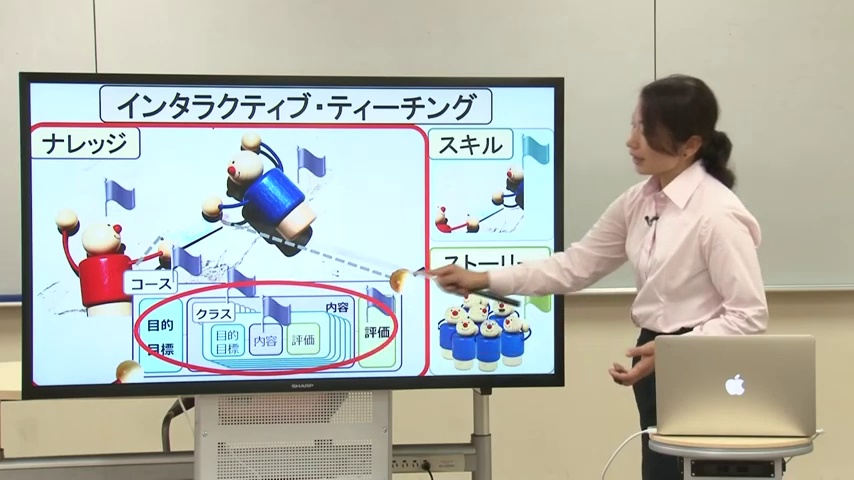 インタラクティブ・ティーチング
ナレッジ
スキル
ストーリー
コース
クラス
内容
目的
目標
目的
目標
内容
評価
評価
SHARP